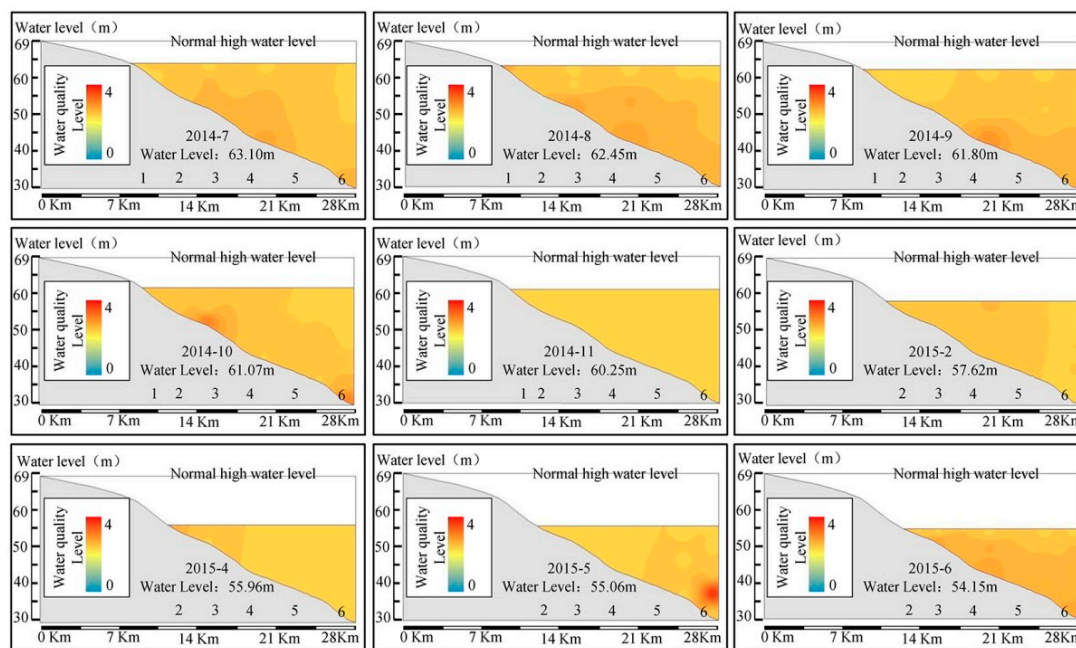 Water level（m）
Normal high water level
69
60
50
40
30
Water quality
Level
4
0
2014-7
Water Level：63.10m
1 2 3 4 5 6
0 Km 7 Km 14 Km 21 Km 28Km
Water level（m）
Normal high water level
69
60
50
40
30
Water quality
Level
4
0
2014-8
Water Level：62.45m
1 2 3 4 5 6
0 Km 7 Km 14 Km 21 Km 28Km
Water level（m）
Normal high water level
69
60
50
40
30
Water quality
Level
4
0
2014-9
Water Level：61.80m
1 2 3 4 5 6
0 Km 7 Km 14 Km 21 Km 28Km
Water level（m）
Normal high water level
69
60
50
40
30
Water quality
Level
4
0
2014-10
Water Level：61.07m
1 2 3 4 5 6
0 Km 7 Km 14 Km 21 Km 28Km
Water level（m）
Normal high water level
69
60
50
40
30
Water quality
Level
4
0
2014-11
Water Level：60.25m
1 2 3 4 5 6
0 Km 7 Km 14 Km 21 Km 28Km
Water level（m）
Normal high water level
69
60
50
40
30
Water quality
Level
4
0
2015-2
Water Level：57.62m
2 3 4 5 6
0 Km 7 Km 14 Km 21 Km 28Km
Water level（m）
Normal high water level
69
60
50
40
30
Water quality
Level
4
0
2015-4
Water Level：55.96m
2 3 4 5 6
0 Km 7 Km 14 Km 21 Km 28Km
Water level（m）
Normal high water level
69
60
50
40
30
Water quality
Level
4
0
2015-5
Water Level：55.06m
2 3 4 5 6
0 Km 7 Km 14 Km 21 Km 28Km
Water level（m）
Normal high water level
69
60
50
40
30
Water quality
Level
4
0
2015-6
Water Level：54.15m
2 3 4 5 6
0 Km 7 Km 14 Km 21 Km 28Km